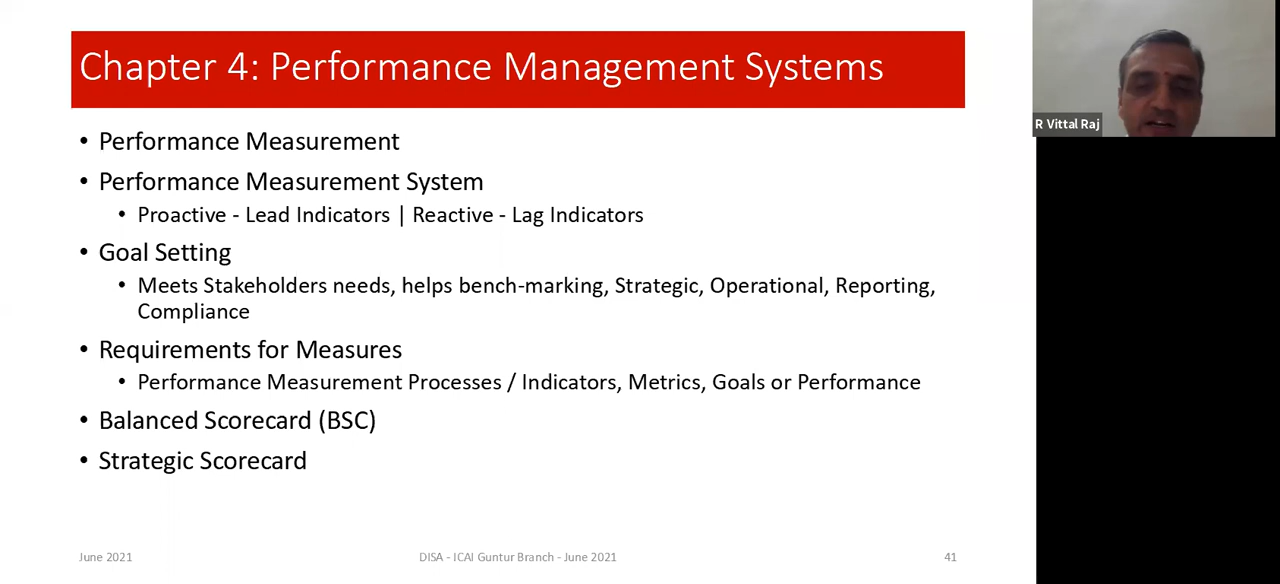 Chapter 4: Performance Management Systems
• Performance Measurement
• Performance Measurement System
• Proactive - Lead Indicators | Reactive - Lag Indicators
• Goal Setting
• Meets Stakeholders needs, helps bench-marking, Strategic, Operational, Reporting,
Compliance
• Requirements for Measures
• Performance Measurement Processes / Indicators, Metrics, Goals or Performance
• Balanced Scorecard (BSC)
• Strategic Scorecard
June 2021
DISA - ICAI Guntur Branch - June 2021
41
R Vittal Raj